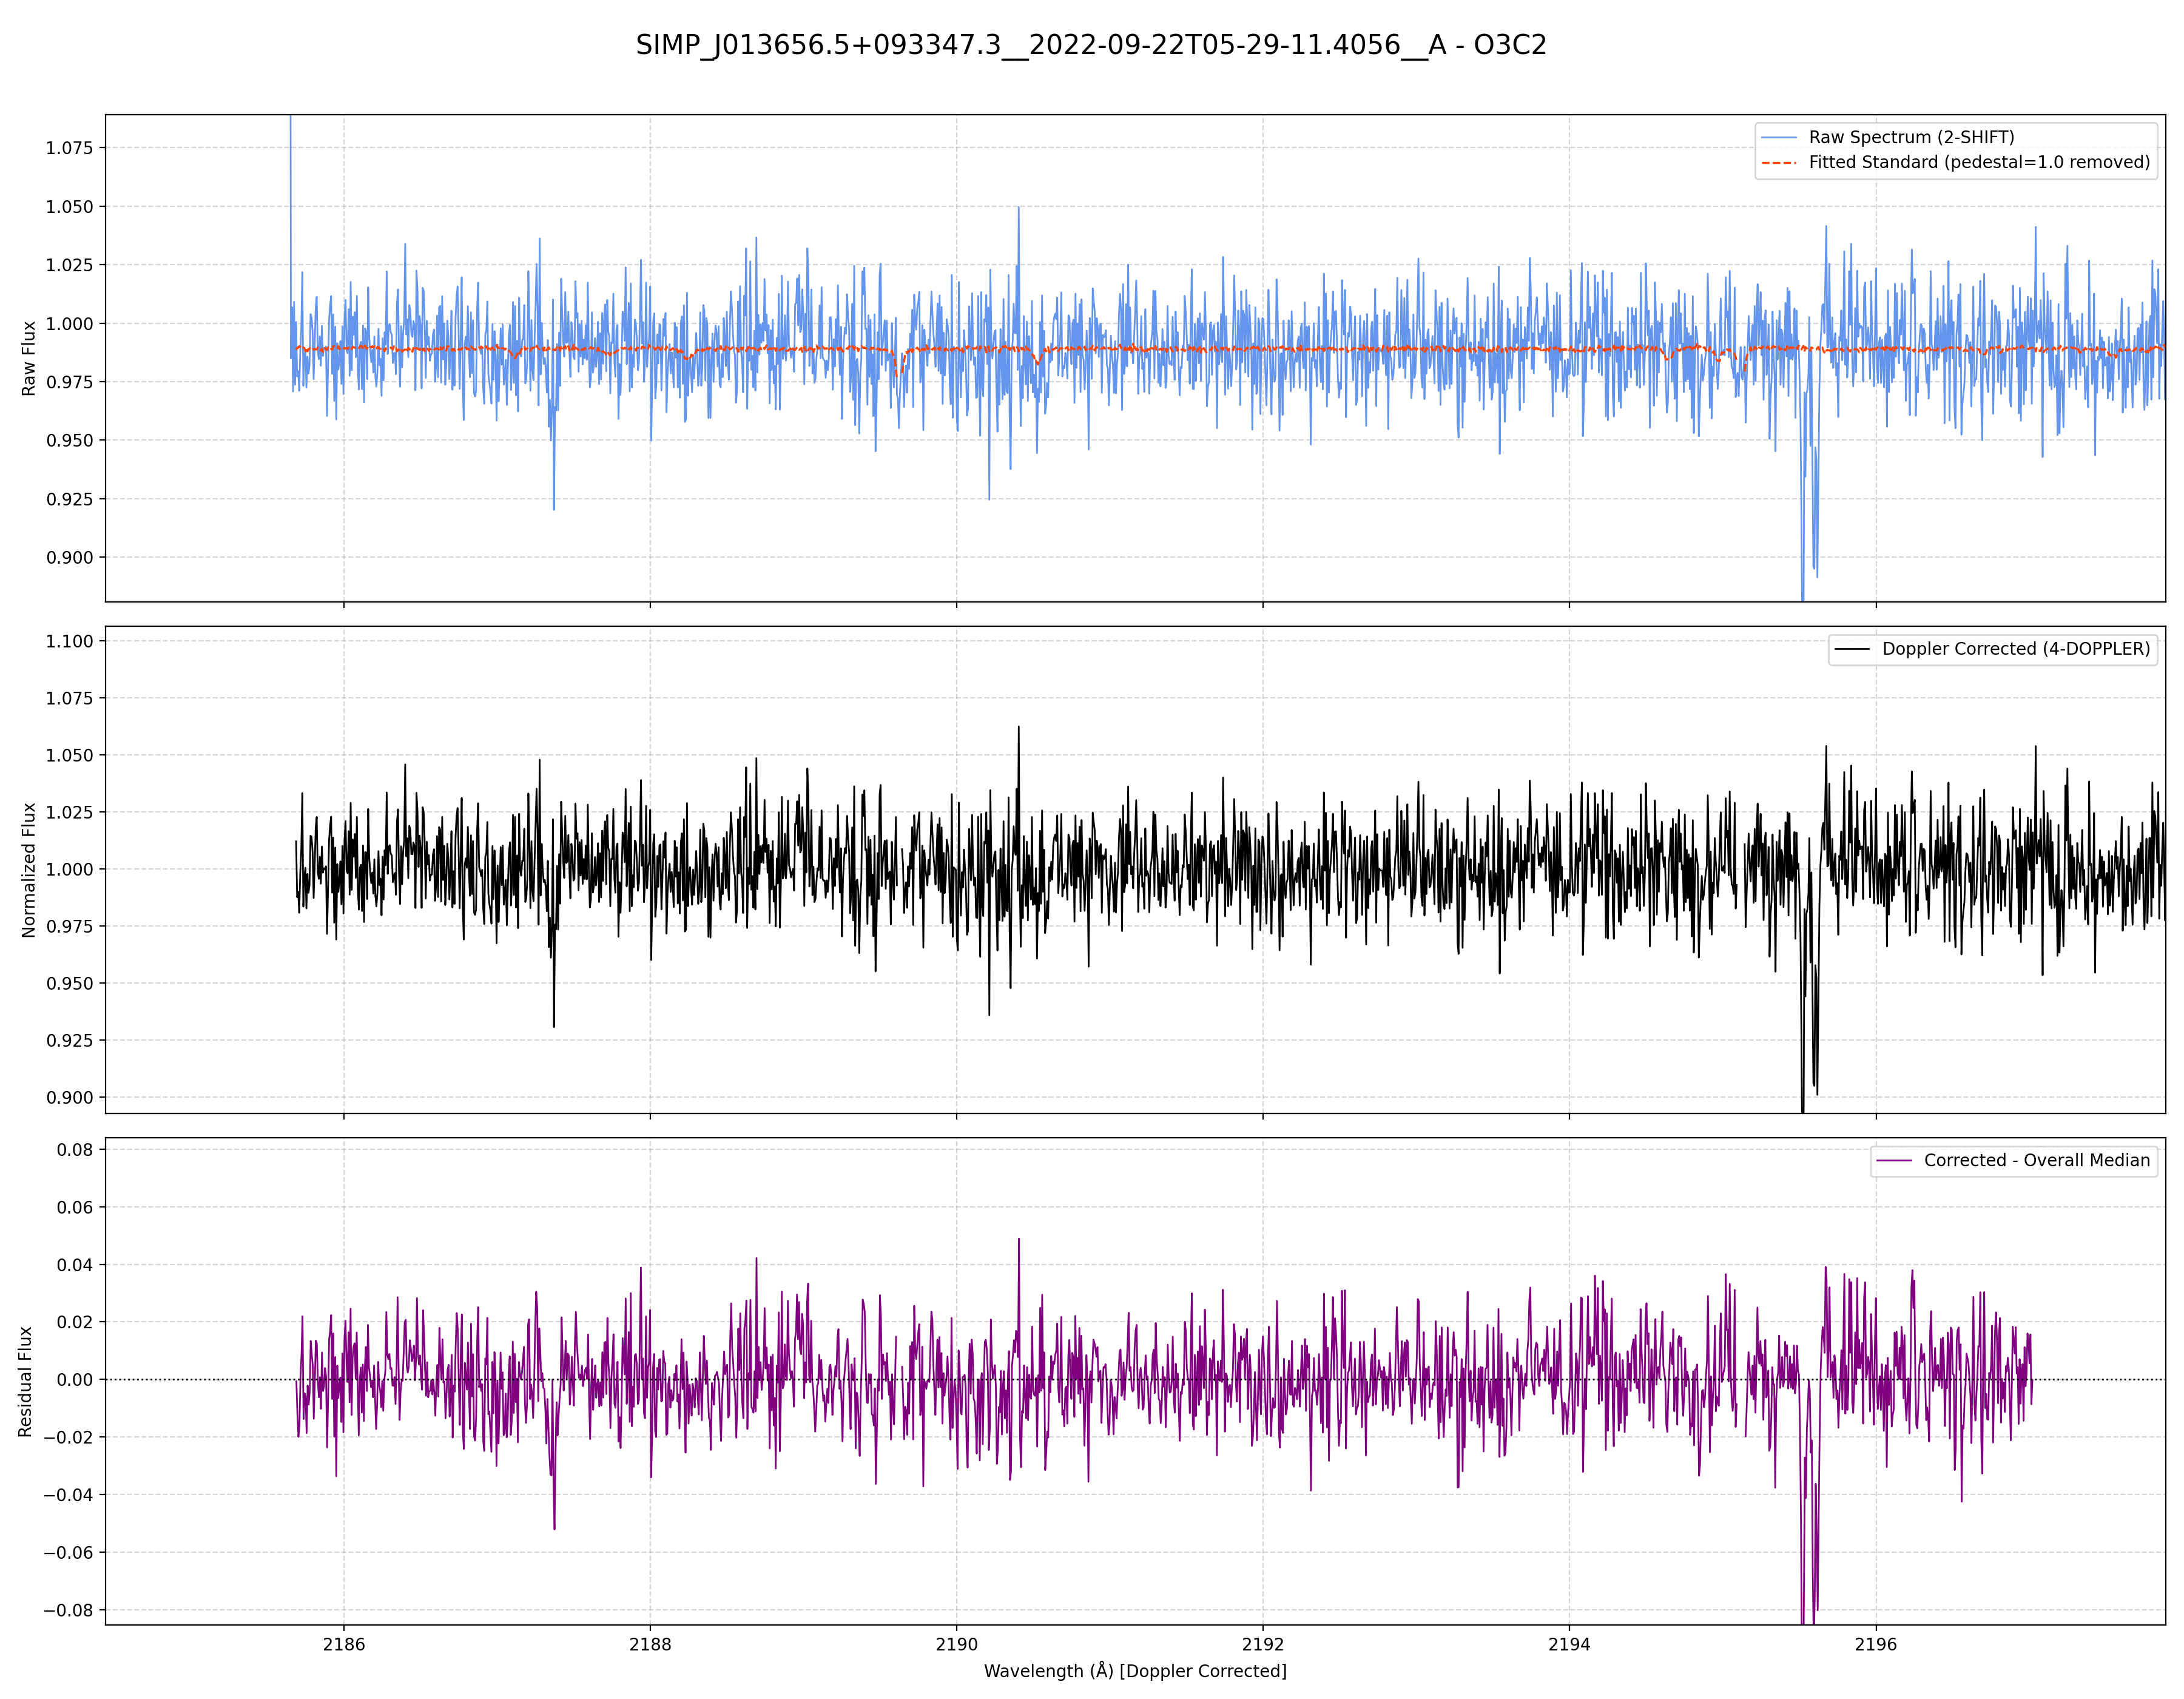 SIMP_J013656.5+093347.3__2022-09-22T05-29-11.4056__A - O3C2
Raw Flux
1.075
1.050
1.025
1.000
0.975
0.950
0.925
0.900
Raw Spectrum (2-SHIFT)
Fitted Standard (pedestal=1.0 removed)
Normalized Flux
1.100
1.075
1.050
1.025
1.000
0.975
0.950
0.925
0.900
Doppler Corrected (4-DOPPLER)
Residual Flux
0.08
0.06
0.04
0.02
0.00
−0.02
−0.04
−0.06
−0.08
Corrected - Overall Median
2186 2188 2190 2192 2194 2196
Wavelength (Å) [Doppler Corrected]